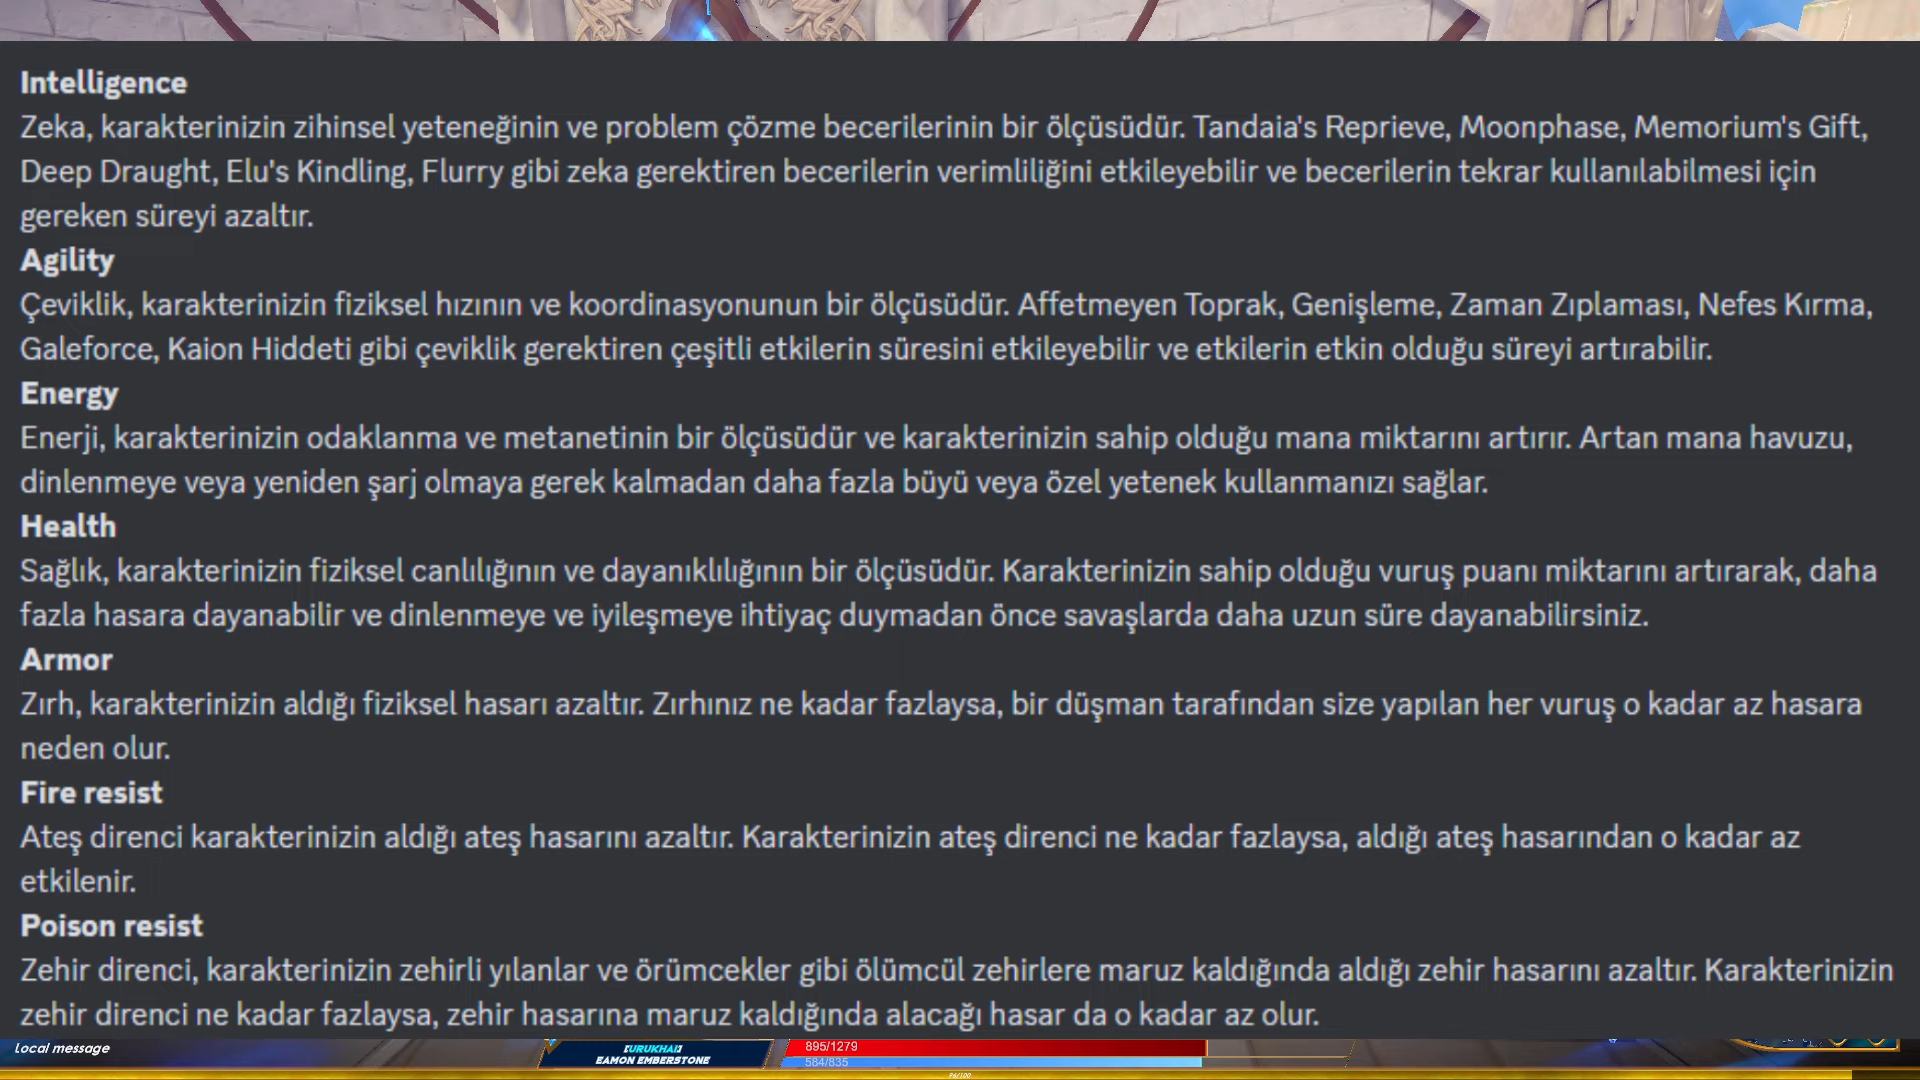 Intelligence
Zeka, karakterinizin zihinsel yeteneğinin ve problem çözme becerilerinin bir ölçüsüdür. Tandaia's Reprieve, Moonphase, Memorium's Gift,
Deep Draught, Elu's Kindling, Flurry gibi zeka gerektiren becerilerin verimliliğini etkileyebilir ve becerilerin tekrar kullanılabilmesi için
gereken süreyi azaltır.
Agility
Çeviklik, karakterinizin fiziksel hızının ve koordinasyonunun bir ölçüsüdür. Affetmeyen Toprak, Genişleme, Zaman Zıplaması, Nefes Kırma,
Galeforce, Kaion Hiddeti gibi çeviklik gerektiren çeşitli etkilerin süresini etkileyebilir ve etkilerin etkin olduğu süreyi artırabilir.
Energy
Enerji, karakterinizin odaklanma ve metanetinin bir ölçüsüdür ve karakterinizin sahip olduğu mana miktarını artırır. Artan mana havuzu,
dinlenmeye veya yeniden şarj olmaya gerek kalmadan daha fazla büyü veya özel yetenek kullanmanızı sağlar.
Health
Sağlık, karakterinizin fiziksel canlılığının ve dayanıklılığının bir ölçüsüdür. Karakterinizin sahip olduğu vuruş puanı miktarını artırarak, daha
fazla hasara dayanabilir ve dinlenmeye ve iyileşmeye ihtiyaç duymadan önce savaşlarda daha uzun süre dayanabilirsiniz.
Armor
Zırh, karakterinizin aldığı fiziksel hasarı azaltır. Zırhınız ne kadar fazlaysa, bir düşman tarafından size yapılan her vuruş o kadar az hasara
neden olur.
Fire resist
Ateş direnci karakterinizin aldığı ateş hasarını azaltır. Karakterinizin ateş direnci ne kadar fazlaysa, aldığı ateş hasarından o kadar az
etkilenir.
Poison resist
Zehir direnci, karakterinizin zehirli yılanlar ve örümcekler gibi ölümcül zehirlere maruz kaldığında aldığı zehir hasarını azaltır. Karakterinizin
zehir direnci ne kadar fazlaysa, zehir hasarına maruz kaldığında alacağı hasar da o kadar az olur.
Local message
[URUKHAI]
EAMON EMBERSTONE
895/1279
584/835